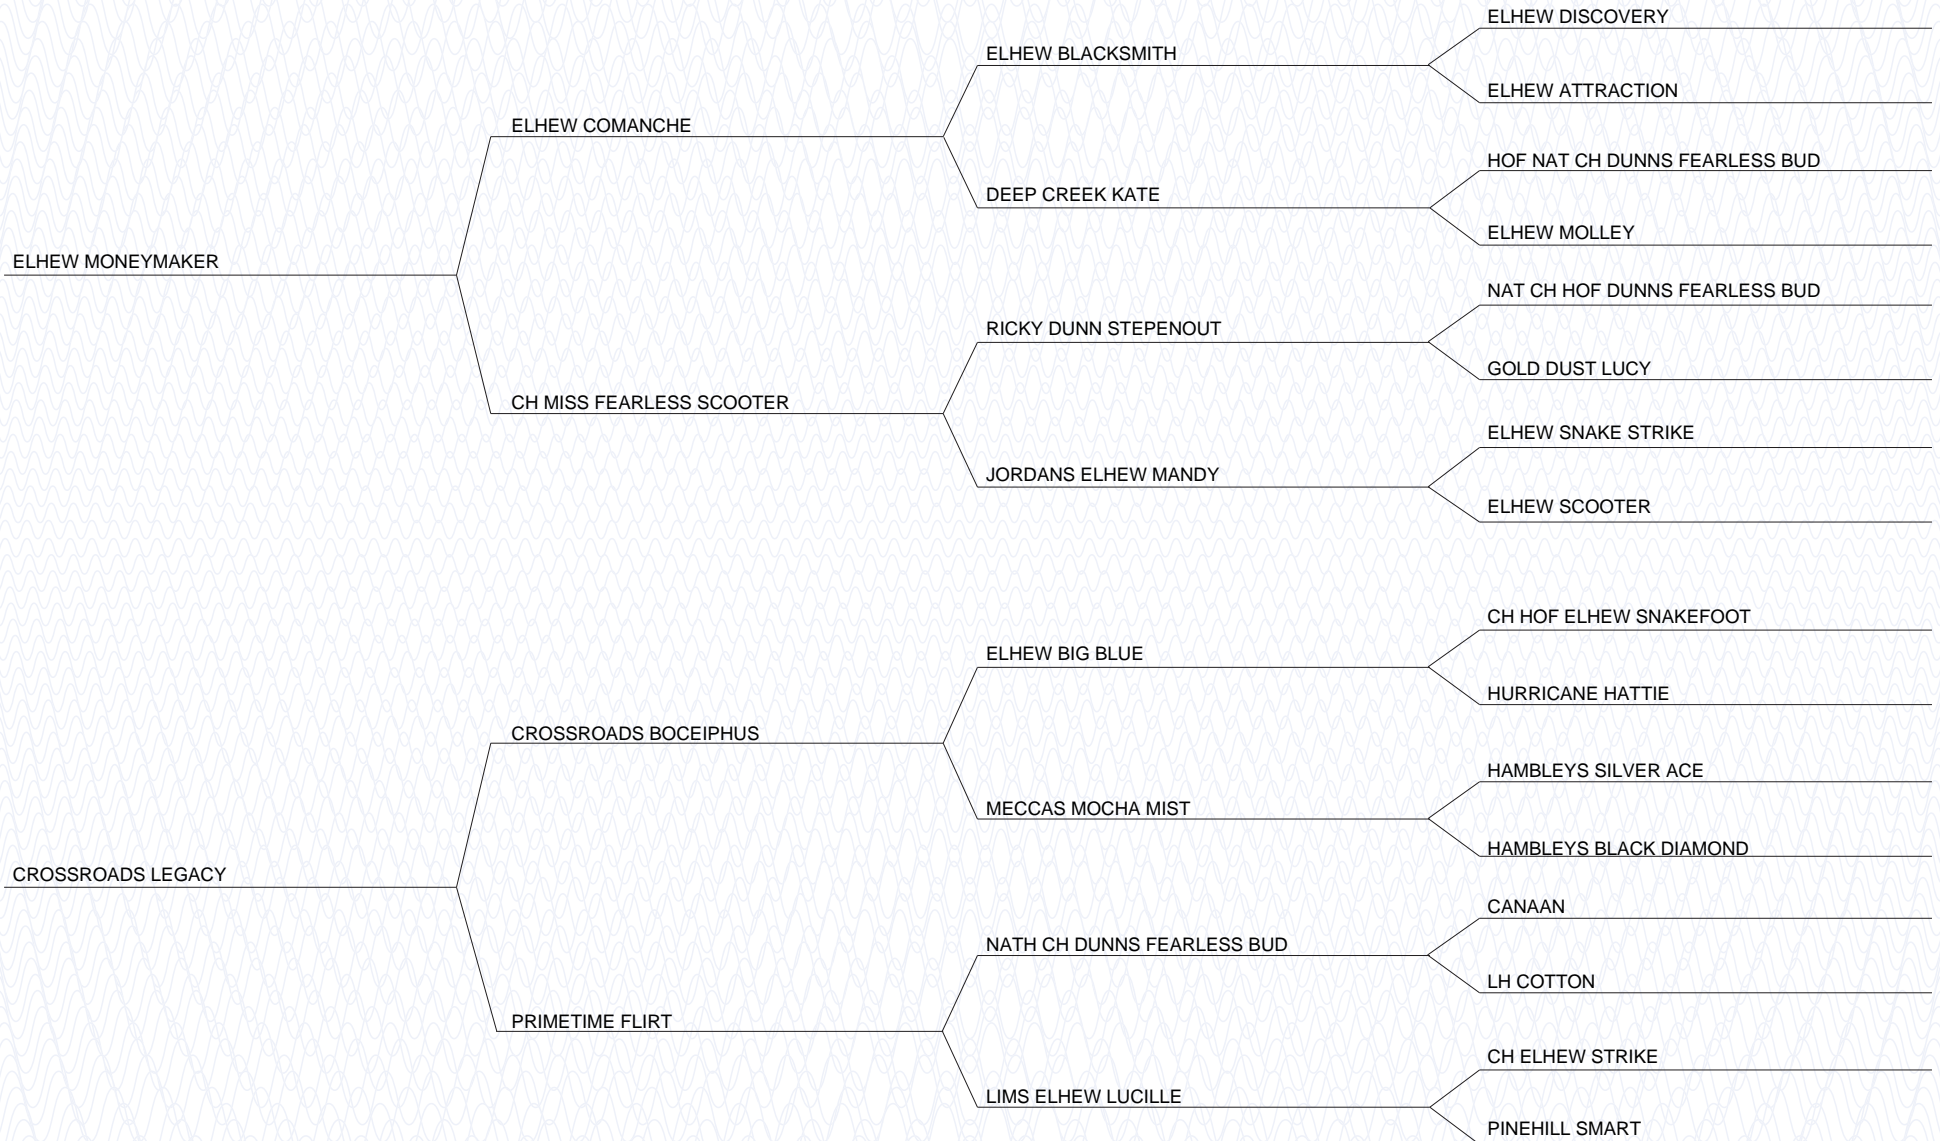 ELHEW DISCOVERY
ELHEW BLACKSMITH
ELHEW ATTRACTION
ELHEW COMANCHE
HOF NAT CH DUNNS FEARLESS BUD
DEEP CREEK KATE
ELHEW MOLLEY
ELHEW MONEYMAKER
NAT CH HOF DUNNS FEARLESS BUD
RICKY DUNN STEPENOUT
GOLD DUST LUCY
CH MISS FEARLESS SCOOTER
ELHEW SNAKE STRIKE
JORDANS ELHEW MANDY
ELHEW SCOOTER
CH HOF ELHEW SNAKEFOOT
ELHEW BIG BLUE
HURRICANE HATTIE
CROSSROADS BOCEIPHUS
HAMBLEYS SILVER ACE
MECCAS MOCHA MIST
HAMBLEYS BLACK DIAMOND
CROSSROADS LEGACY
CANAAN
NATH CH DUNNS FEARLESS BUD
LH COTTON
PRIMETIME FLIRT
CH ELHEW STRIKE
LIMS ELHEW LUCILLE
PINEHILL SMART